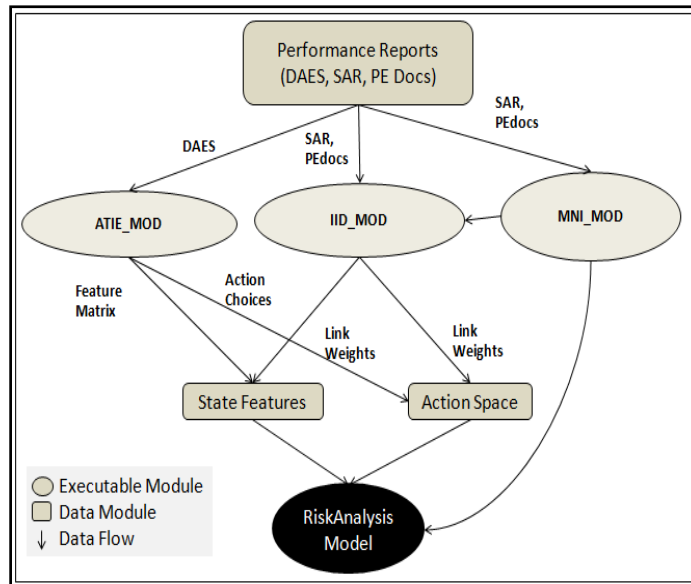 Performance Reports
(DAES, SAR, PE Docs)
DAES
SAR,
PEdocs
SAR,
PEdocs
ATIE_MOD
IID_MOD
MNI_MOD
Feature
Matrix
Action
Choices
Link
Weights
Link
Weights
State Features
Action Space
RiskAnalysis
Model
Executable Module
Data Module
Data Flow